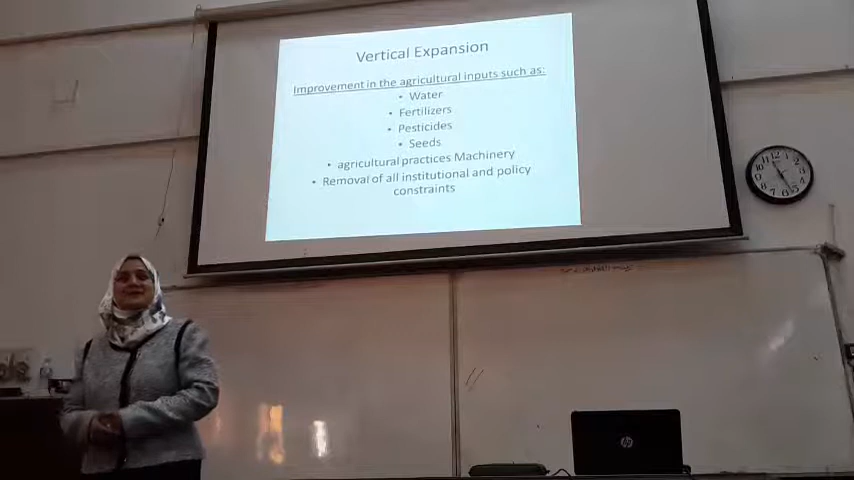 Vertical Expansion
Improvement in the agricultural inputs such as:
• Water
• Fertilizers
• Pesticides
• Seeds
• agricultural practices Machinery
• Removal of all institutional and policy
constraints
hp